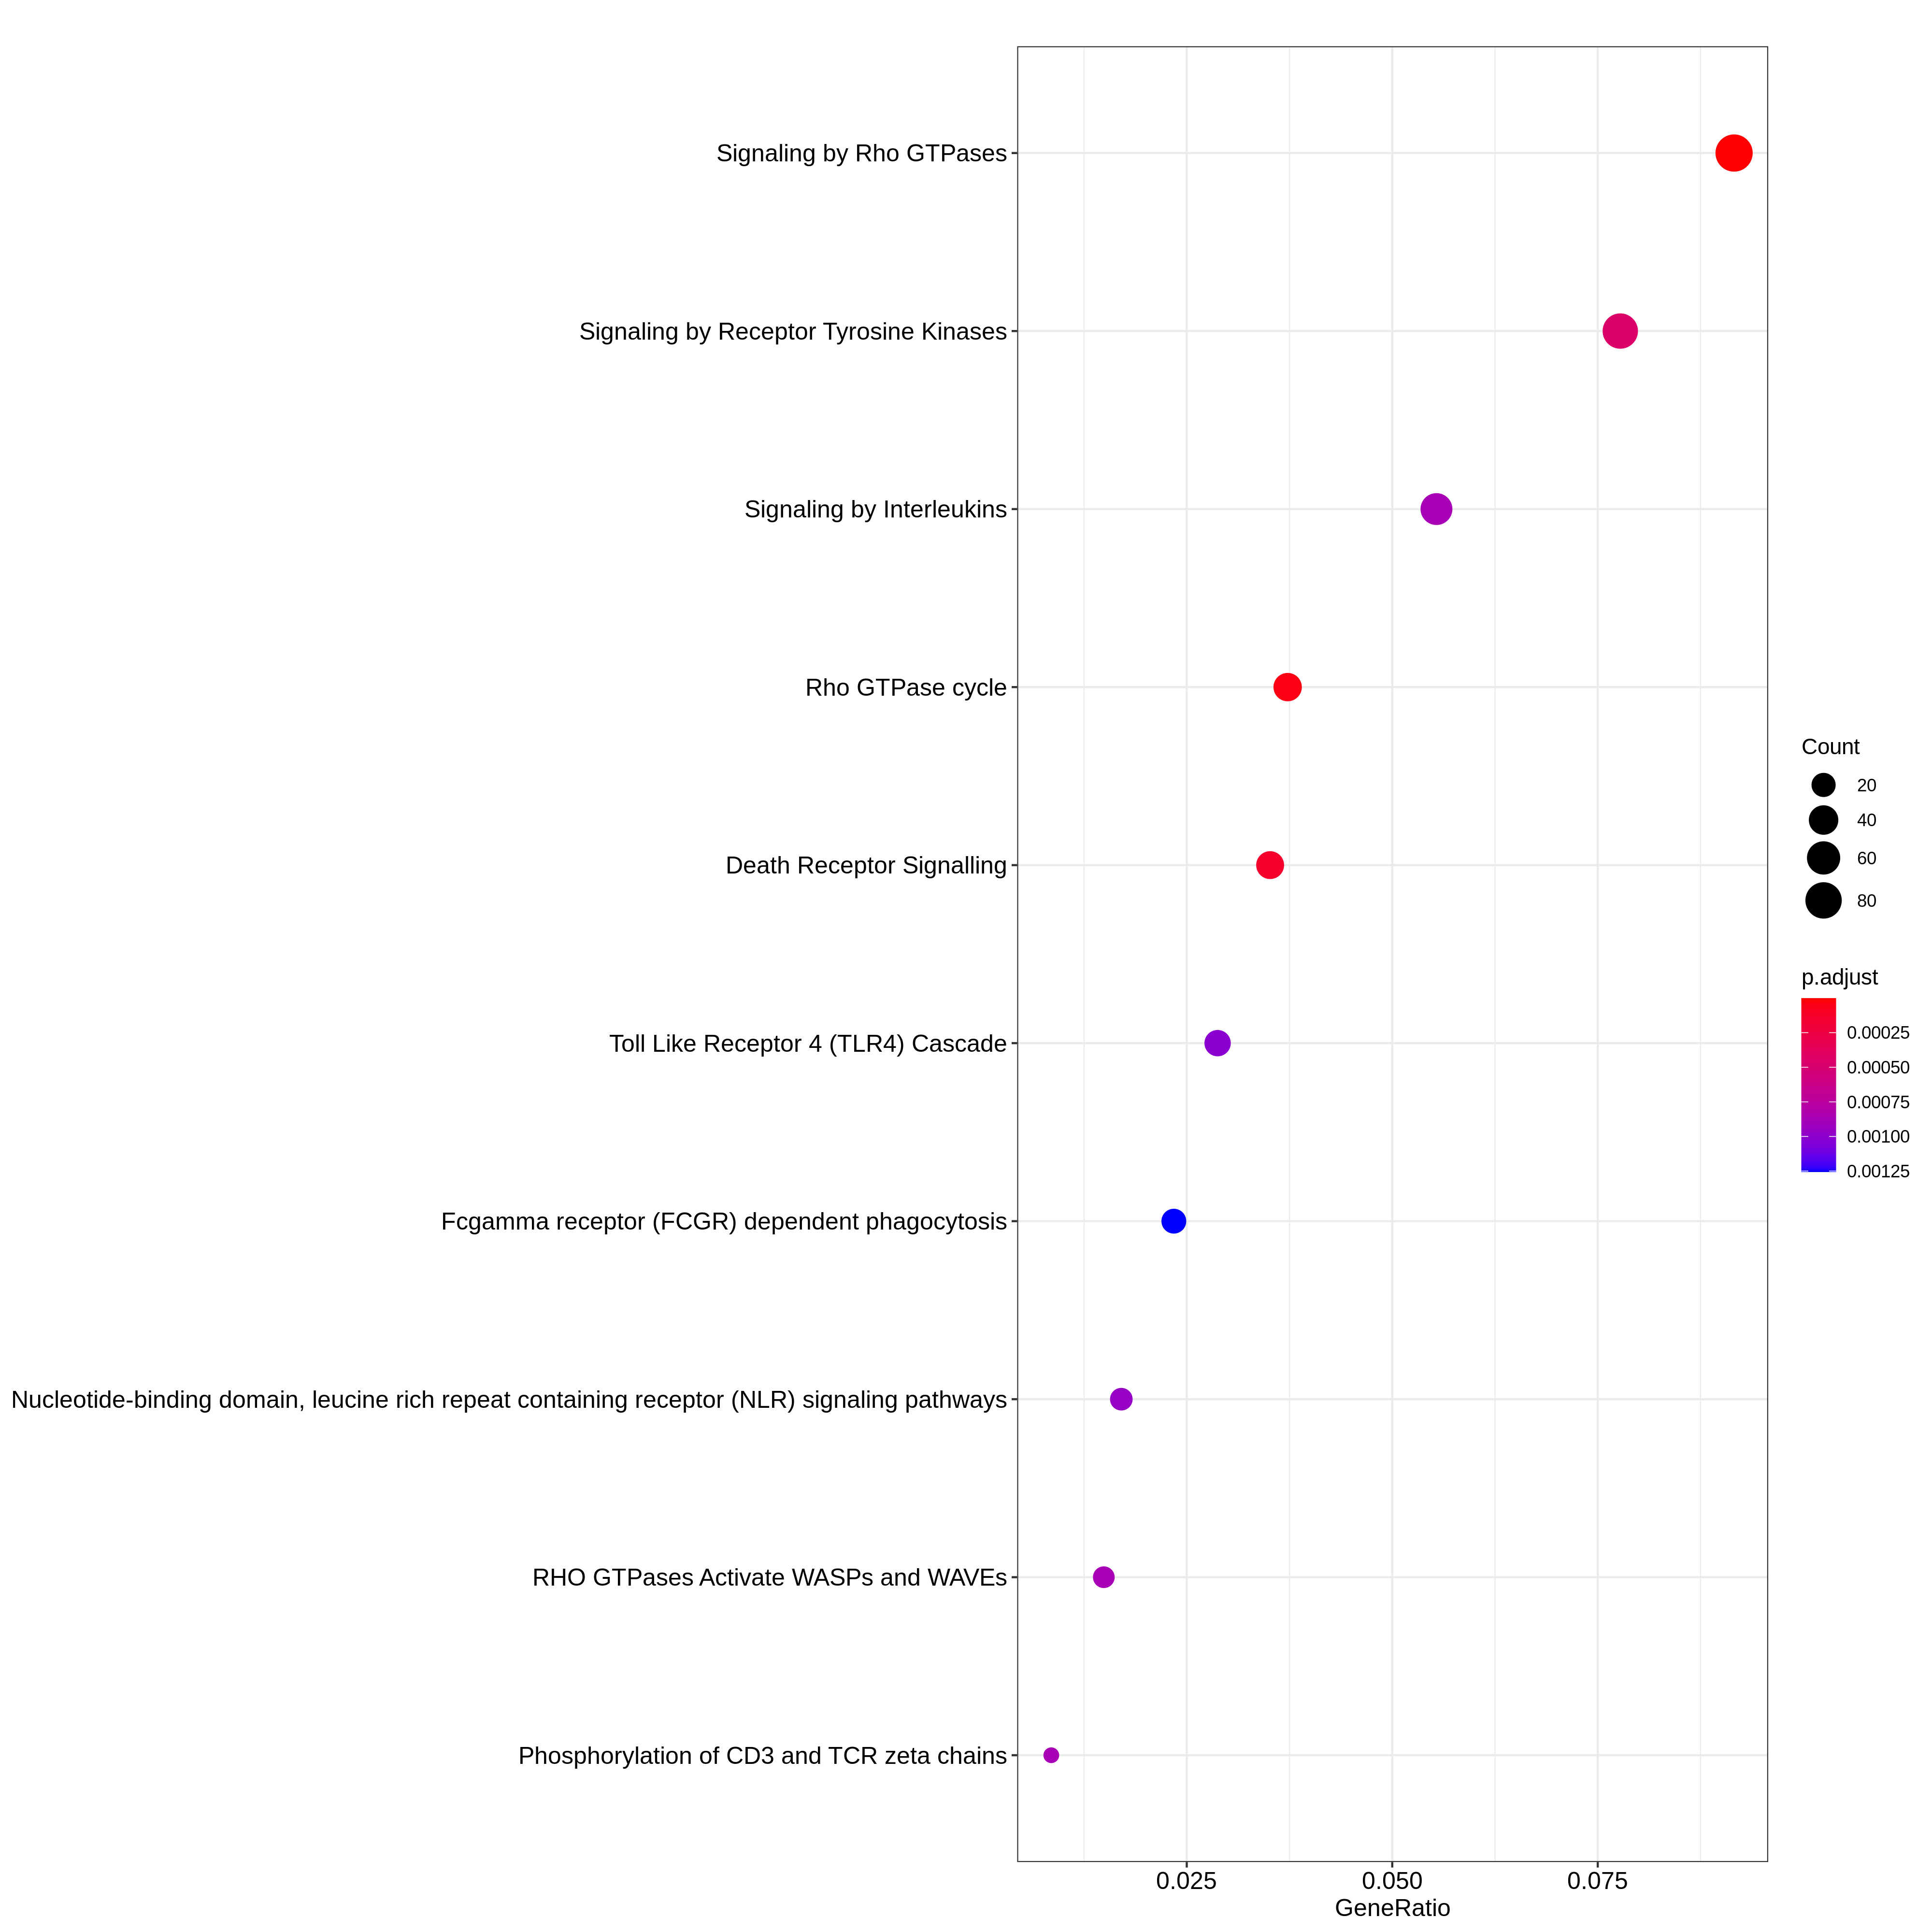 Signaling by Rho GTPases
Signaling by Receptor Tyrosine Kinases
Signaling by Interleukins
Rho GTPase cycle
Death Receptor Signalling
Toll Like Receptor 4 (TLR4) Cascade
Fcgamma receptor (FCGR) dependent phagocytosis
Nucleotide-binding domain, leucine rich repeat containing receptor (NLR) signaling pathways
RHO GTPases Activate WASPs and WAVEs
Phosphorylation of CD3 and TCR zeta chains
0.025 0.050 0.075
GeneRatio
Count
20
40
60
80
p.adjust
0.00025
0.00050
0.00075
0.00100
0.00125